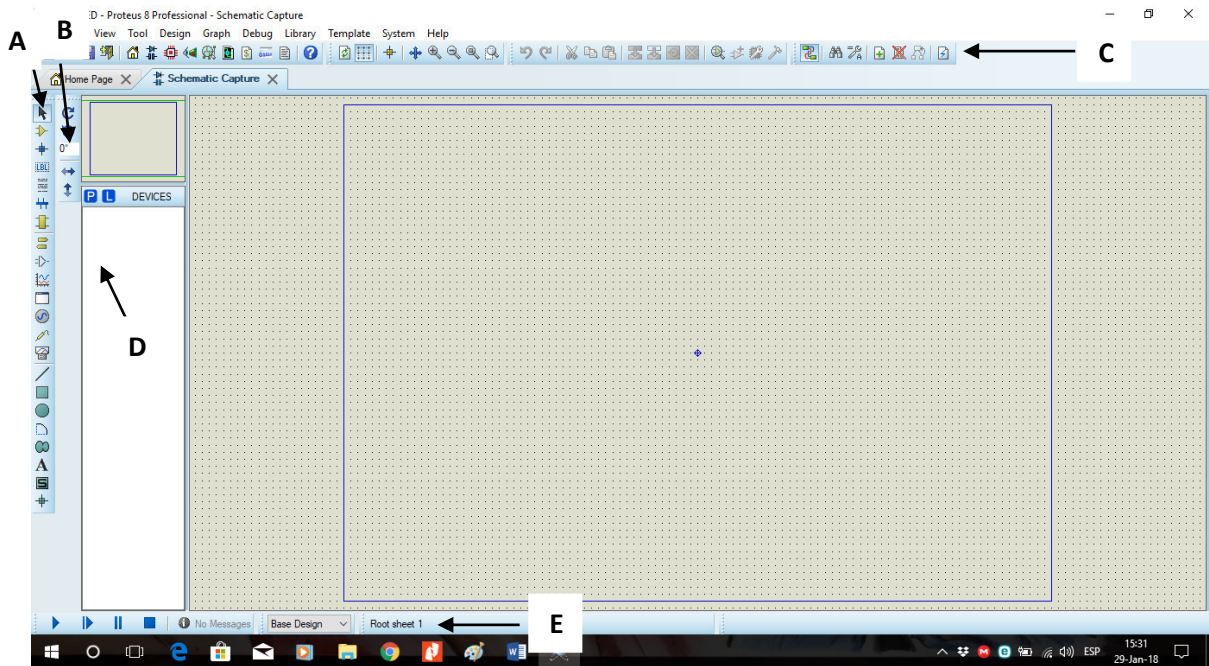 ED - Proteus 8 Professional - Schematic Capture
View Tool Design Graph Debug Library Template System Help
A
B
C
Home Page
Schematic Capture
0°
LBL
P L DEVICES
D
A
S
No Messages
Base Design
Root sheet 1
E
ESP
15:31
29-Jan-18